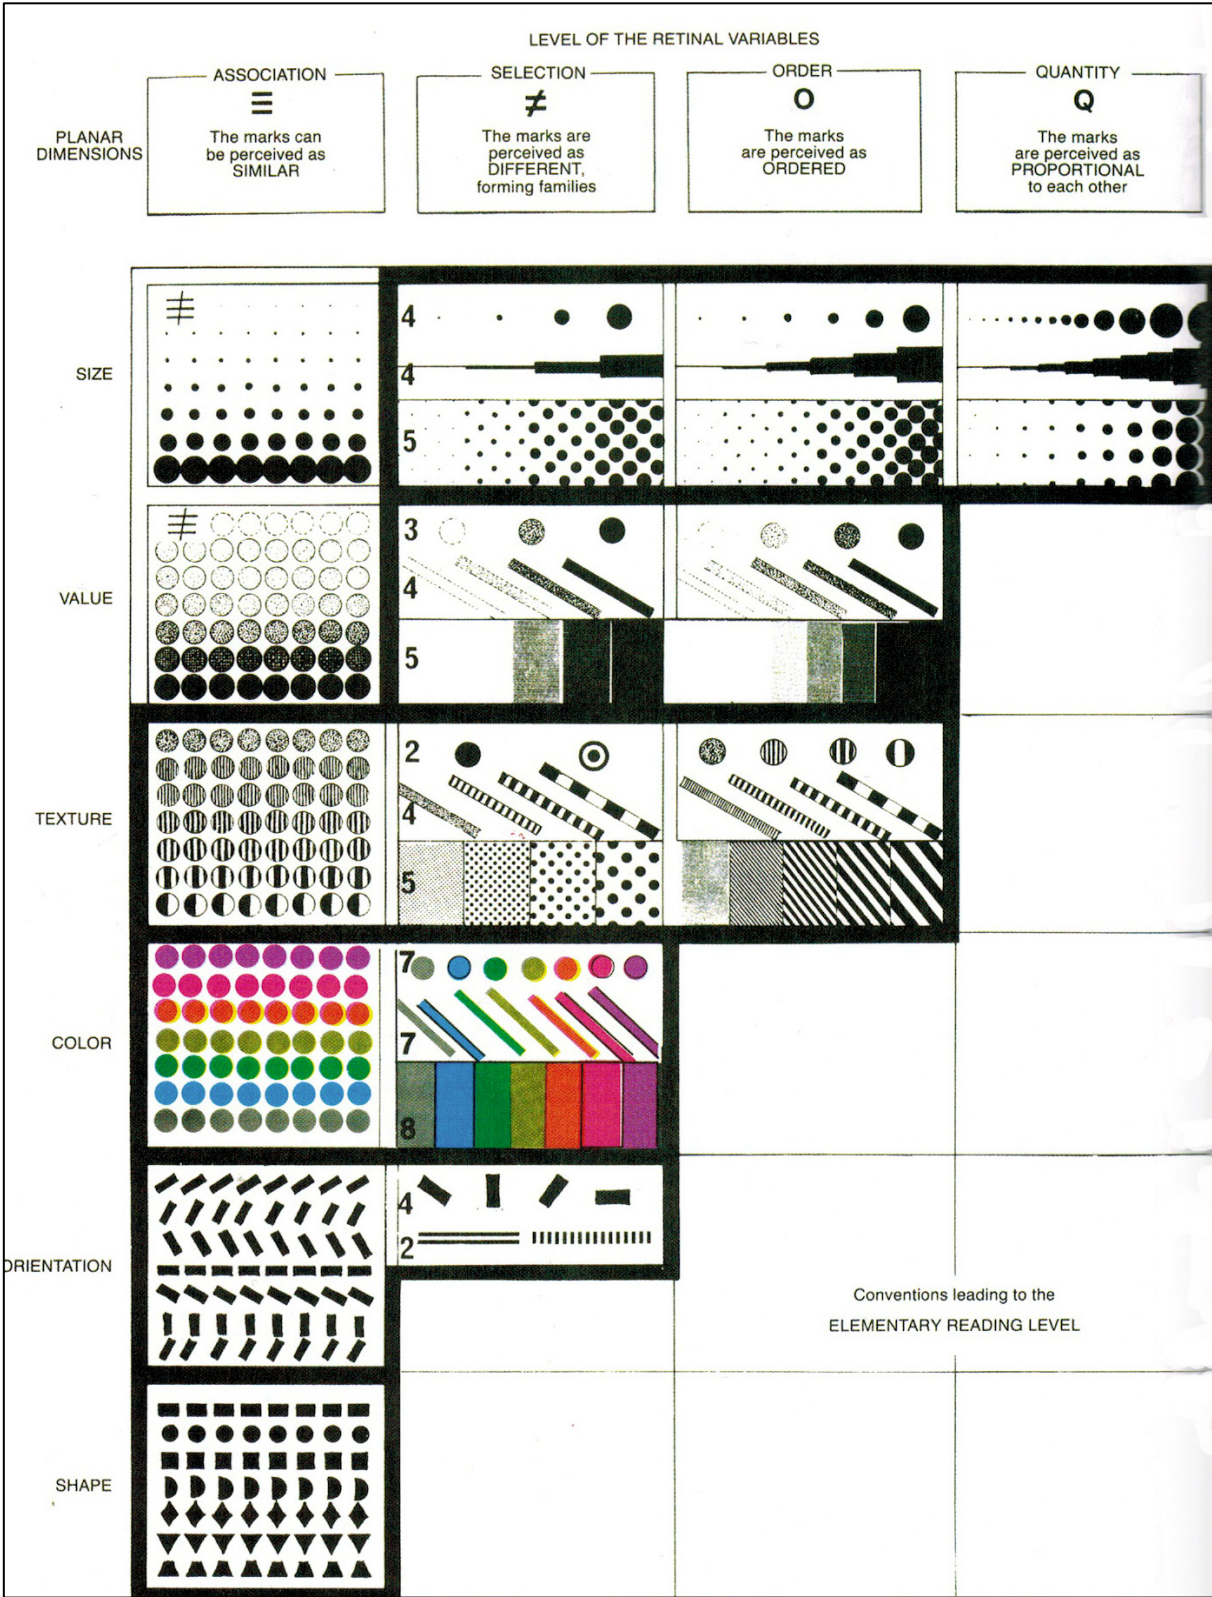 LEVEL OF THE RETINAL VARIABLES
PLANAR
DIMENSIONS
ASSOCIATION
≡
The marks can
be perceived as
SIMILAR
SELECTION
≠
The marks are
perceived as
DIFFERENT,
forming families
ORDER
O
The marks
are perceived as
ORDERED
QUANTITY
Q
The marks
are perceived as
PROPORTIONAL
to each other
SIZE
≢
4
4
5
VALUE
≢
3
4
5
TEXTURE
2
4
5
COLOR
7
7
8
ORIENTATION
4
2
Conventions leading to the
ELEMENTARY READING LEVEL
SHAPE